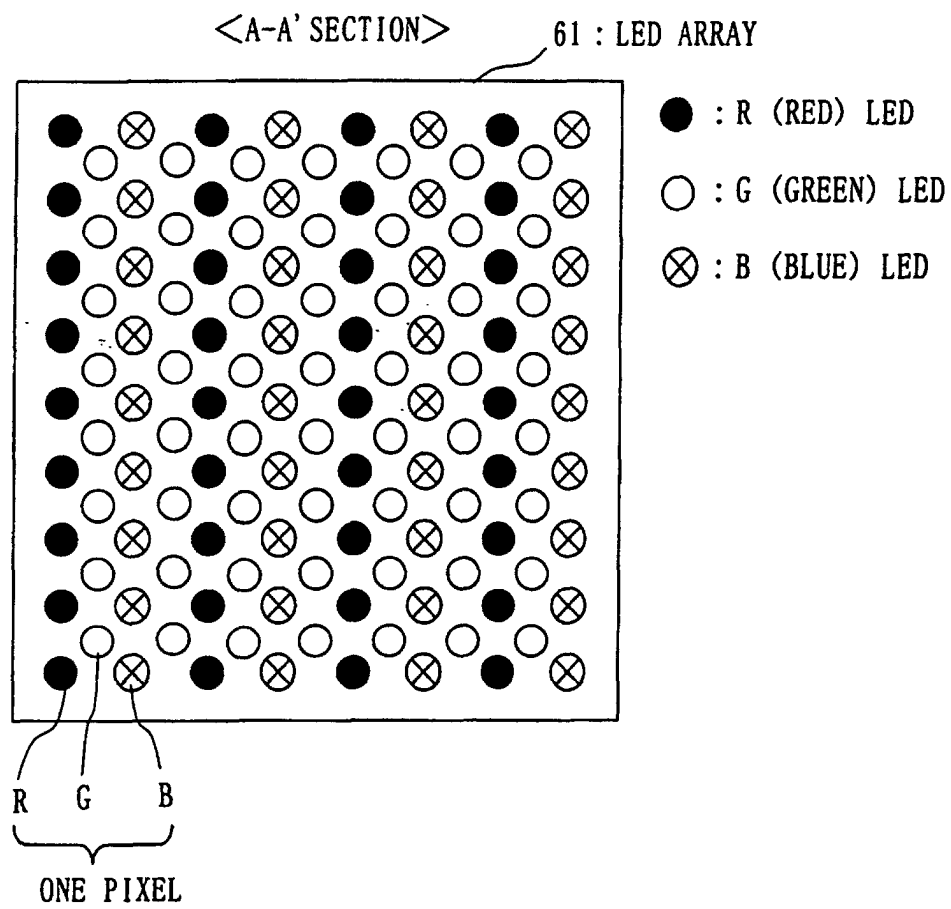 <A-A' SECTION>
61 : LED ARRAY
: R (RED) LED
: G (GREEN) LED
: B (BLUE) LED
R G B
ONE PIXEL